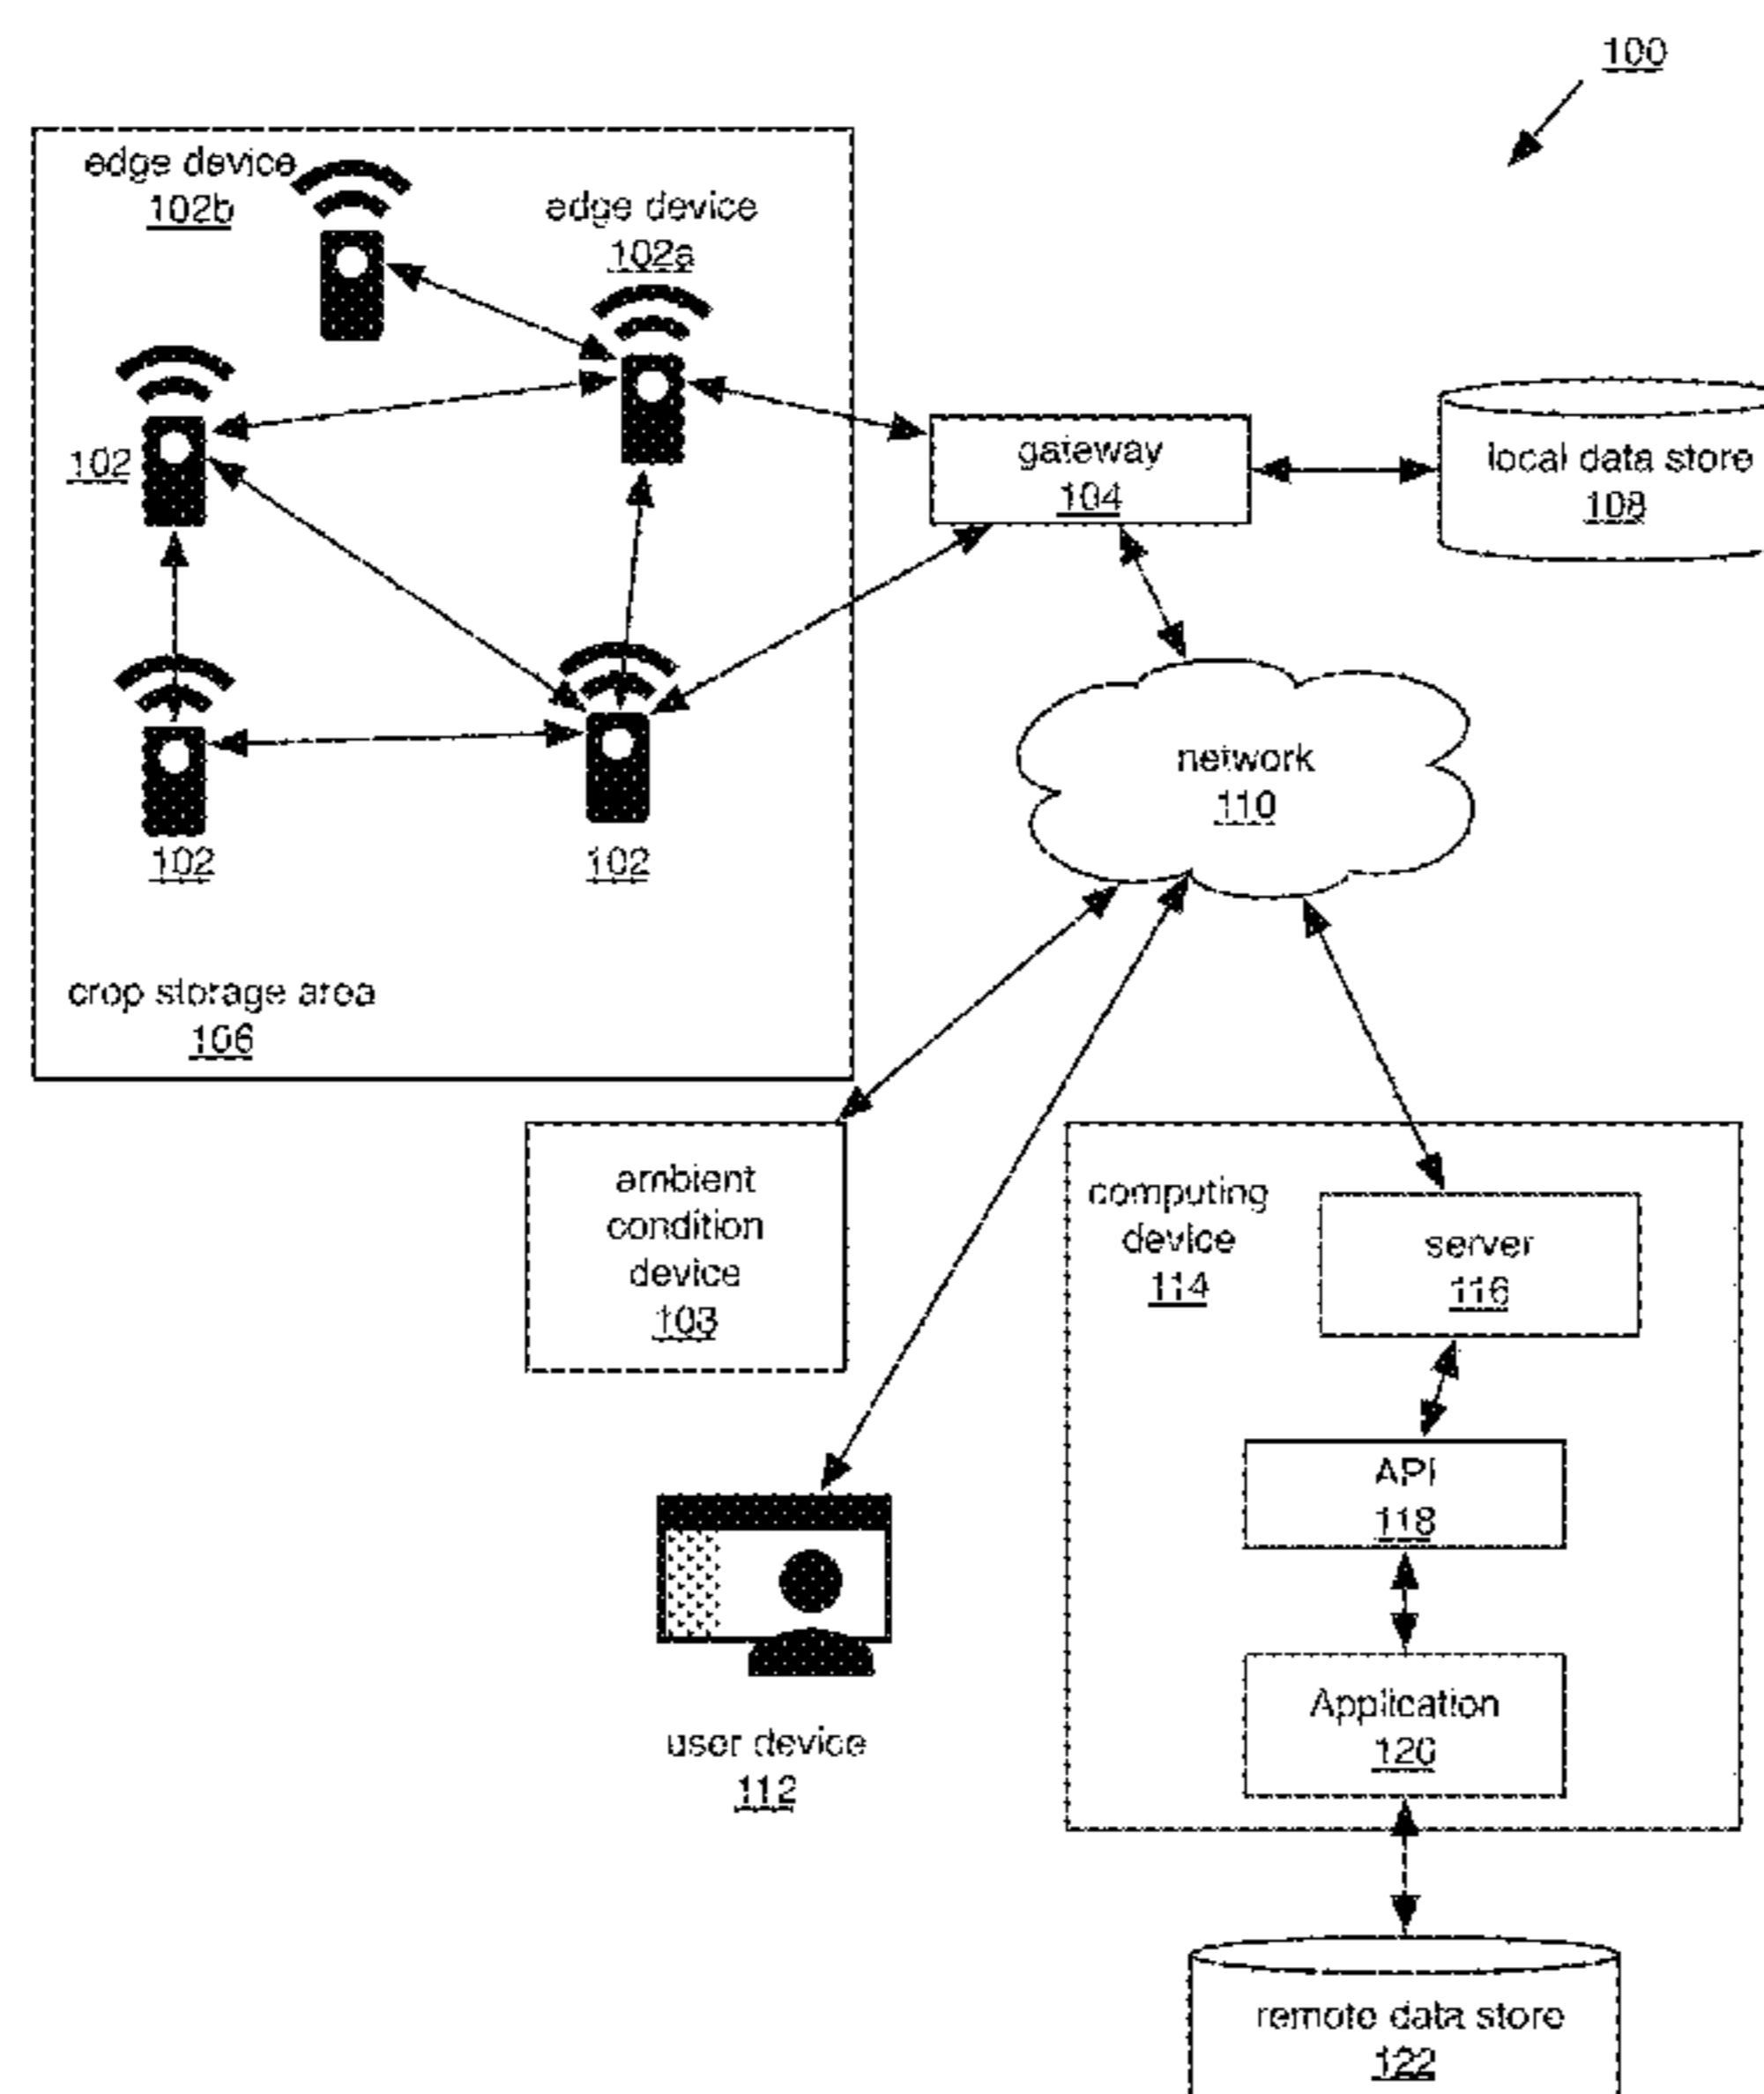 100
edge device
102b
edge device
102a
102
102
102
crop storage area
106
gateway
104
local data store
108
network
110
ambient
condition
device
103
user device
112
computing
device
114
server
116
API
118
Application
120
remote data store
122